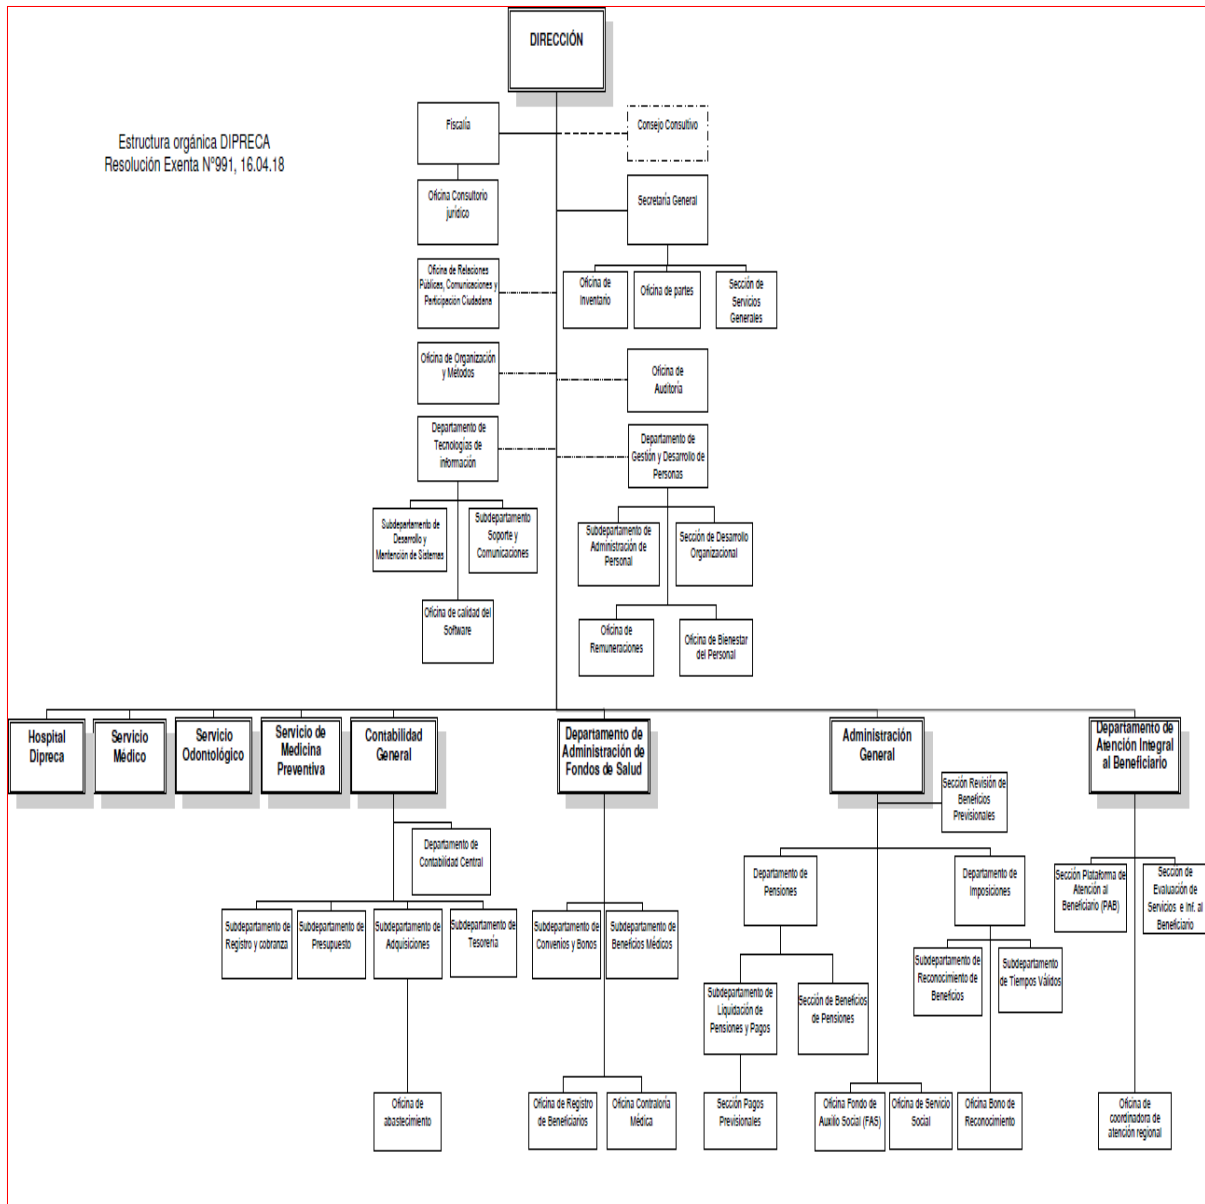 DIRECCIÓN
Fiscalía
Consejo Consultivo
Estructura orgánica DIPRECA
Resolución Exenta N°991, 16.04.18
Oficina Consultorio
jurídico
Secretaría General
Oficina de Relaciones
Públicas, Comunicaciones y
Participación Ciudadana
Oficina de
Inventario
Oficina de partes
Sección de
Servicios
Generales
Oficina de Organización
y Métodos
Oficina de
Auditoría
Departamento de
Tecnologías de
información
Departamento de
Gestión y Desarrollo de
Personas
Subdepartamento de
Desarrollo y
Mantención de Sistemas
Subdepartamento
Soporte y
Comunicaciones
Subdepartamento de
Administración de
Personal
Sección de Desarrollo
Organizacional
Oficina de calidad del
Software
Oficina de
Remuneraciones
Oficina de Bienestar
del Personal
Hospital
Dipreca
Servicio
Médico
Servicio
Odontológico
Servicio de
Medicina
Preventiva
Contabilidad
General
Departamento de
Administración de
Fondos de Salud
Administración
General
Departamento de
Atención Integral
al Beneficiario
Sección Revisión de
Beneficios
Previsionales
Departamento de
Contabilidad Central
Departamento de
Pensiones
Departamento de
Imposiciones
Sección Plataforma de
Atención al
Beneficiario (PAB)
Sección de
Evaluación de
Servicios e Inf. al
Beneficiario
Subdepartamento de
Registro y cobranza
Subdepartamento de
Presupuesto
Subdepartamento de
Adquisiciones
Subdepartamento de
Tesorería
Subdepartamento de
Convenios y Bonos
Subdepartamento de
Beneficios Médicos
Subdepartamento de
Reconocimiento de
Beneficios
Subdepartamento
de Tiempos Válidos
Subdepartamento de
Liquidación de
Pensiones y Pagos
Sección de Beneficios
de Pensiones
Oficina de
abastecimiento
Oficina de Registro
de Beneficiarios
Oficina Contraloría
Médica
Sección Pagos
Previsionales
Oficina Fondo de
Auxilio Social (FAS)
Oficina de Servicio
Social
Oficina Bono de
Reconocimiento
Oficina de
coordinadora de
atención regional